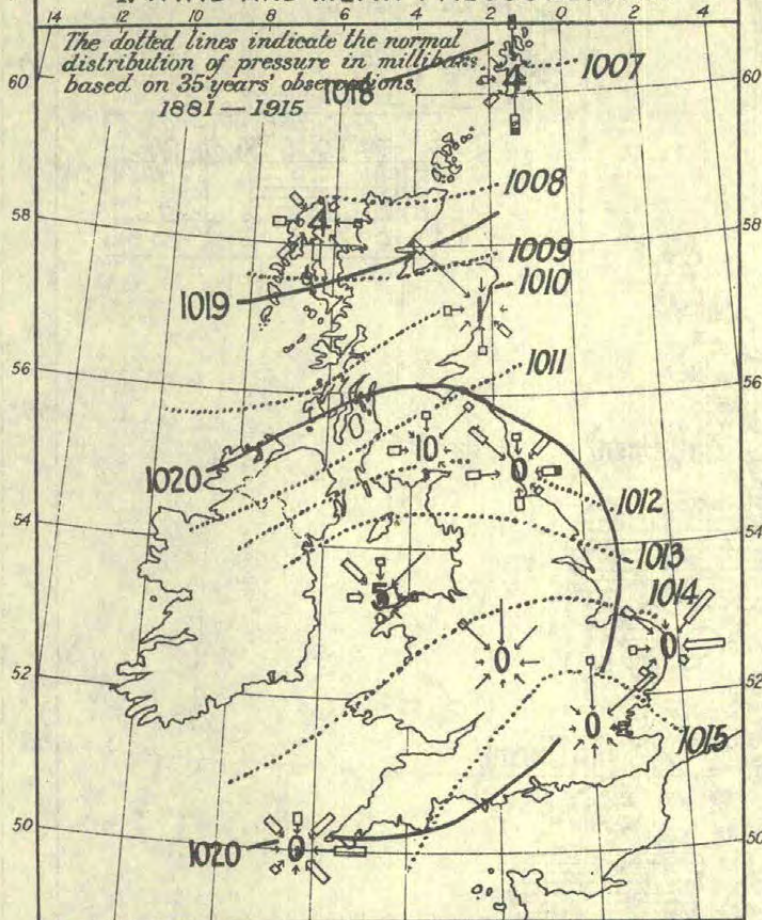 14 10 8 6 4 2 0 2 4
The dotted lines indicate the normal
distribution of pressure in millibars
based on 35 years' observations,
1881 — 1915
60 1018 4 1007 60
1008
58 4 58
1009
1010
1019
56 1011 56
10
1020 0
1012
54 54
1013
5 1014
0 0
52 52
0 1015
50 50
1020 0